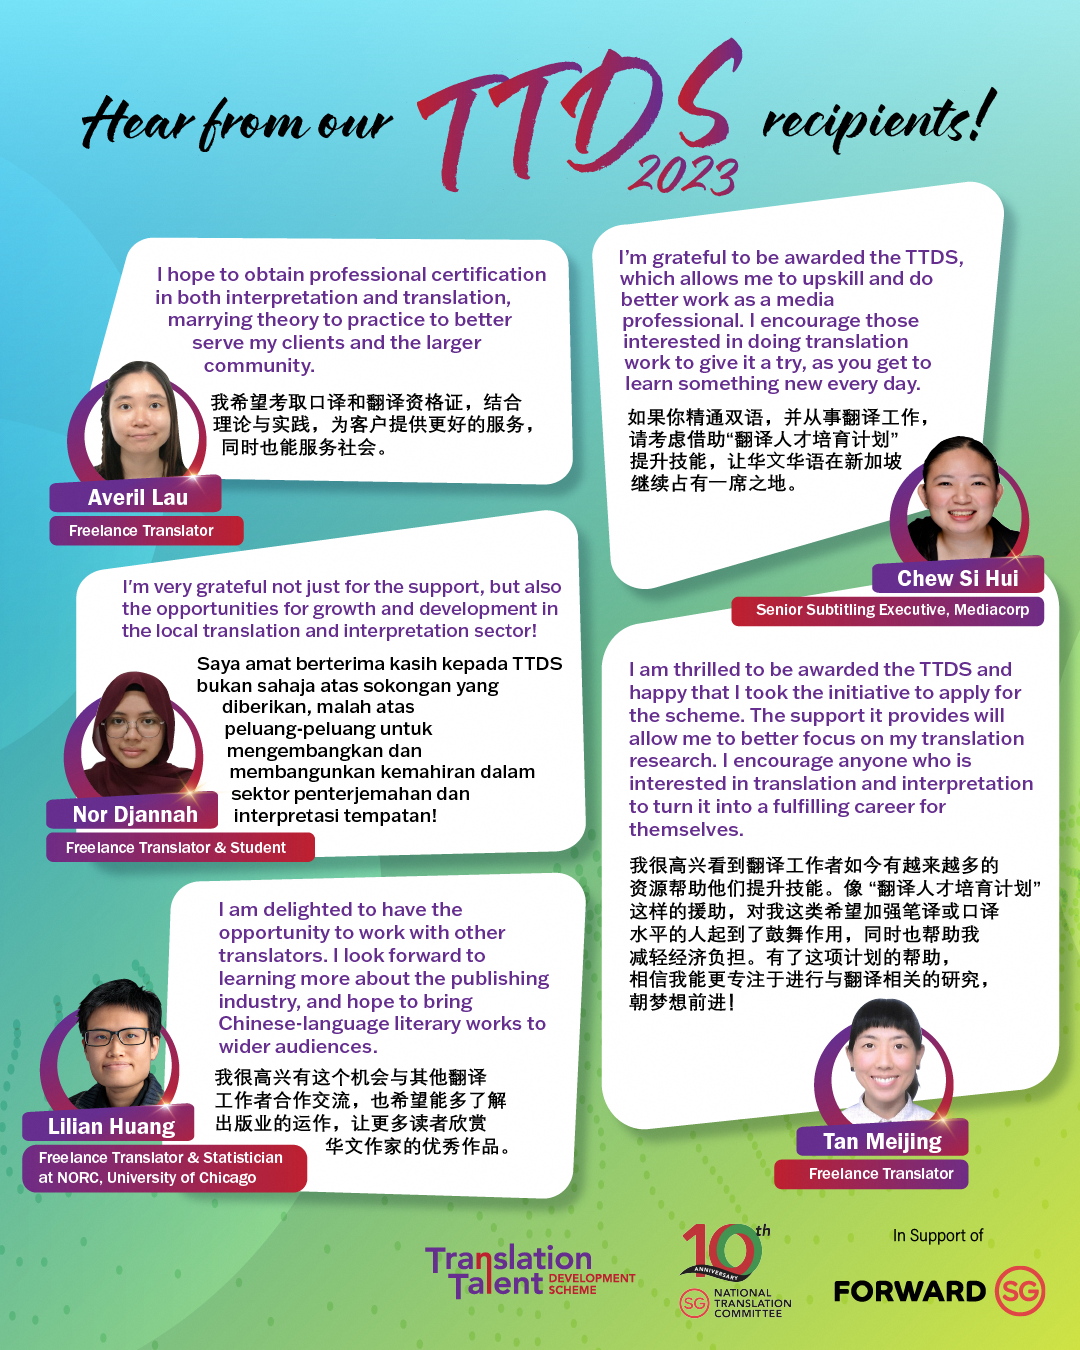 Hear from our TTDS recipients!
2023
I hope to obtain professional certification
in both interpretation and translation,
marrying theory to practice to better
serve my clients and the larger
community.
我希望考取口译和翻译资格证，结合
理论与实践，为客户提供更好的服务，
同时也能服务社会。
Averil Lau
Freelance Translator
I'm grateful to be awarded the TTDS,
which allows me to upskill and do
better work as a media
professional. I encourage those
interested in doing translation
work to give it a try, as you get to
learn something new every day.
如果你精通双语，并从事翻译工作，
请考虑借助“翻译人才培育计划”
提升技能，让华文华语在新加坡
继续占有一席之地。
Chew Si Hui
Senior Subtitling Executive, Mediacorp
I'm very grateful not just for the support, but also
the opportunities for growth and development in
the local translation and interpretation sector!
Saya amat berterima kasih kepada TTDS
bukan sahaja atas sokongan yang
diberikan, malah atas
peluang-peluang untuk
mengembangkan dan
membangunkan kemahiran dalam
sektor penterjemahan dan
interpretasi tempatan!
Nor Djannah
Freelance Translator & Student
I am thrilled to be awarded the TTDS and
happy that I took the initiative to apply for
the scheme. The support it provides will
allow me to better focus on my translation
research. I encourage anyone who is
interested in translation and interpretation
to turn it into a fulfilling career for
themselves.
我很高兴看到翻译工作者如今有越来越多的
资源帮助他们提升技能。像 “翻译人才培育计划”
这样的援助，对我这类希望加强笔译或口译
水平的人起到了鼓舞作用，同时也帮助我
减轻经济负担。有了这项计划的帮助，
相信我能更专注于进行与翻译相关的研究，
朝梦想前进！
Tan Meijing
Freelance Translator
I am delighted to have the
opportunity to work with other
translators. I look forward to
learning more about the publishing
industry, and hope to bring
Chinese-language literary works to
wider audiences.
我很高兴有这个机会与其他翻译
工作者合作交流，也希望能多了解
出版业的运作，让更多读者欣赏
华文作家的优秀作品。
Lilian Huang
Freelance Translator & Statistician
at NORC, University of Chicago
Translation
Talent DEVELOPMENT
SCHEME
10th
ANNIVERSARY
SG NATIONAL
TRANSLATION
COMMITTEE
In Support of
FORWARD SG